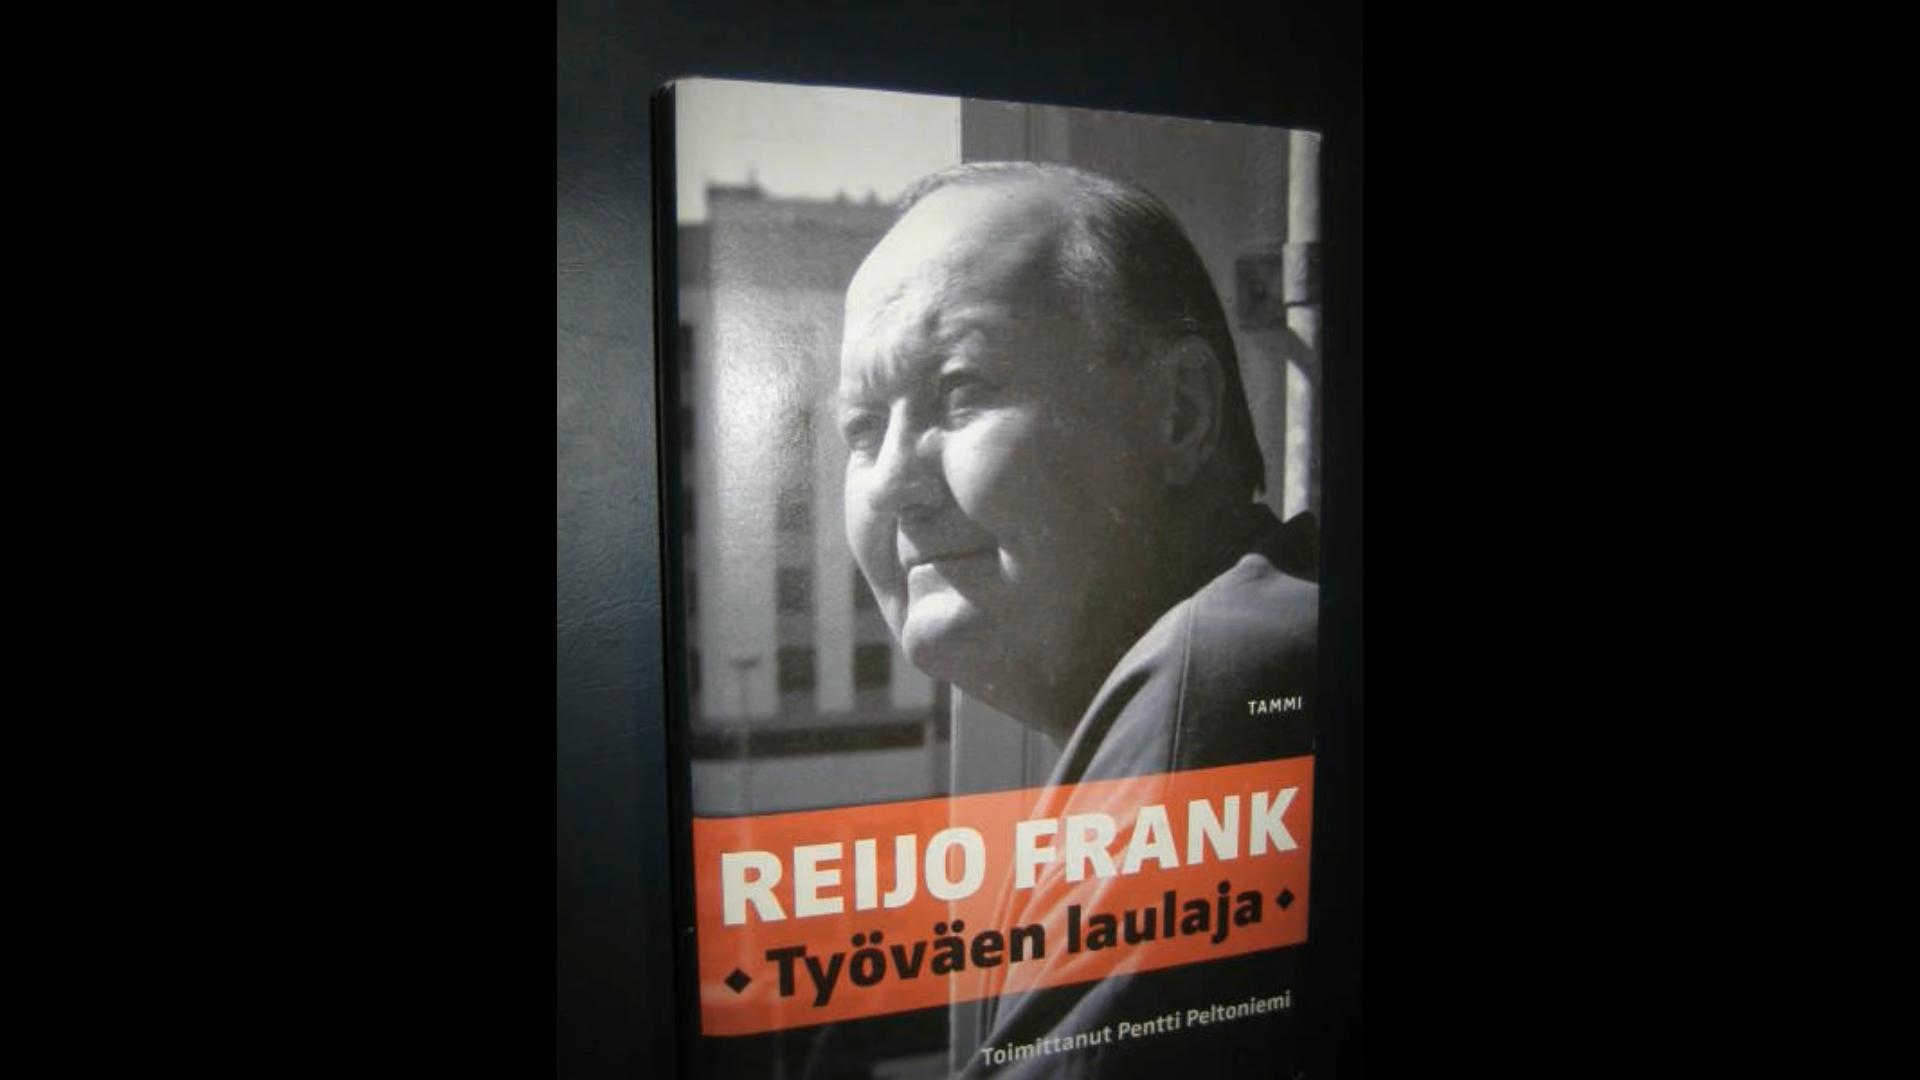 TAMMI
REIJO FRANK
◆ Työväen laulaja ◆
Toimittanut Pentti Peltoniemi